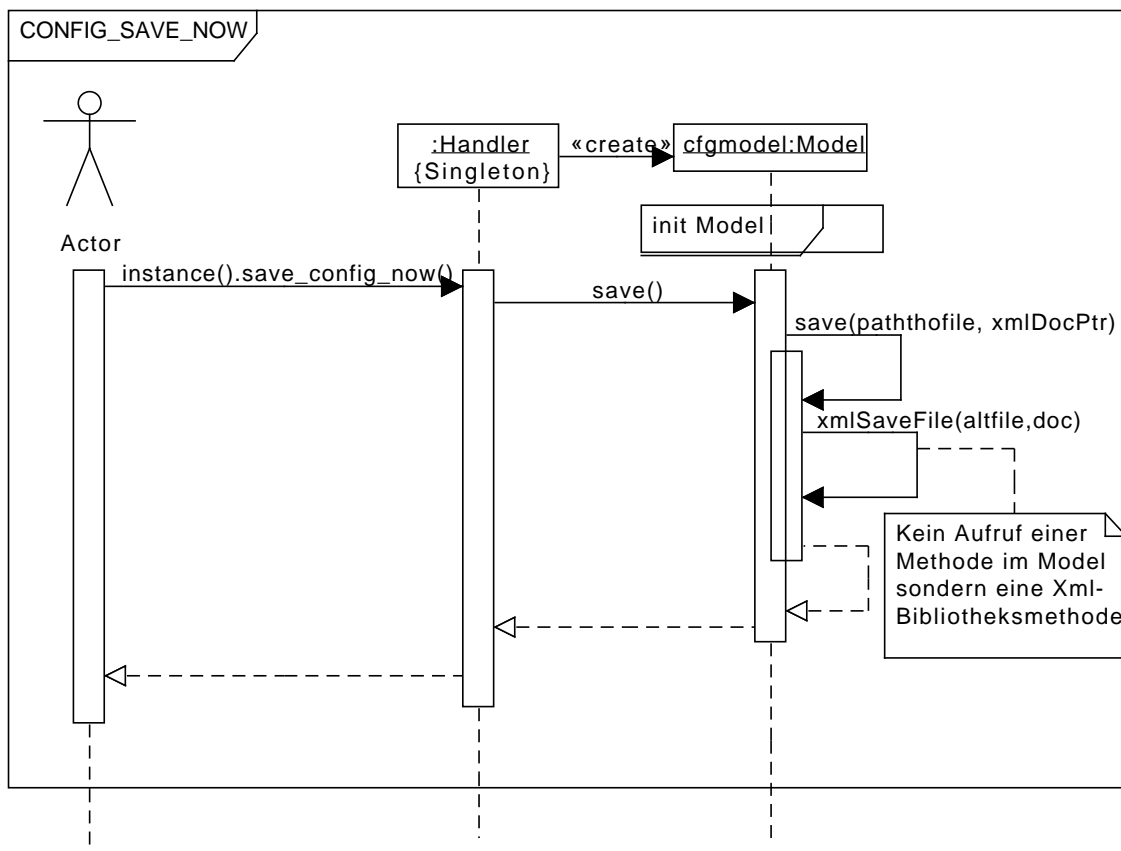 CONFIG_SAVE_NOW
:Handler
{Singleton}
«create»
cfgmodel:Model
init Model
Actor
instance().save_config_now()
save()
save(paththofile, xmlDocPtr)
xmlSaveFile(altfile,doc)
Kein Aufruf einer
Methode im Model
sondern eine Xml-
Bibliotheksmethode